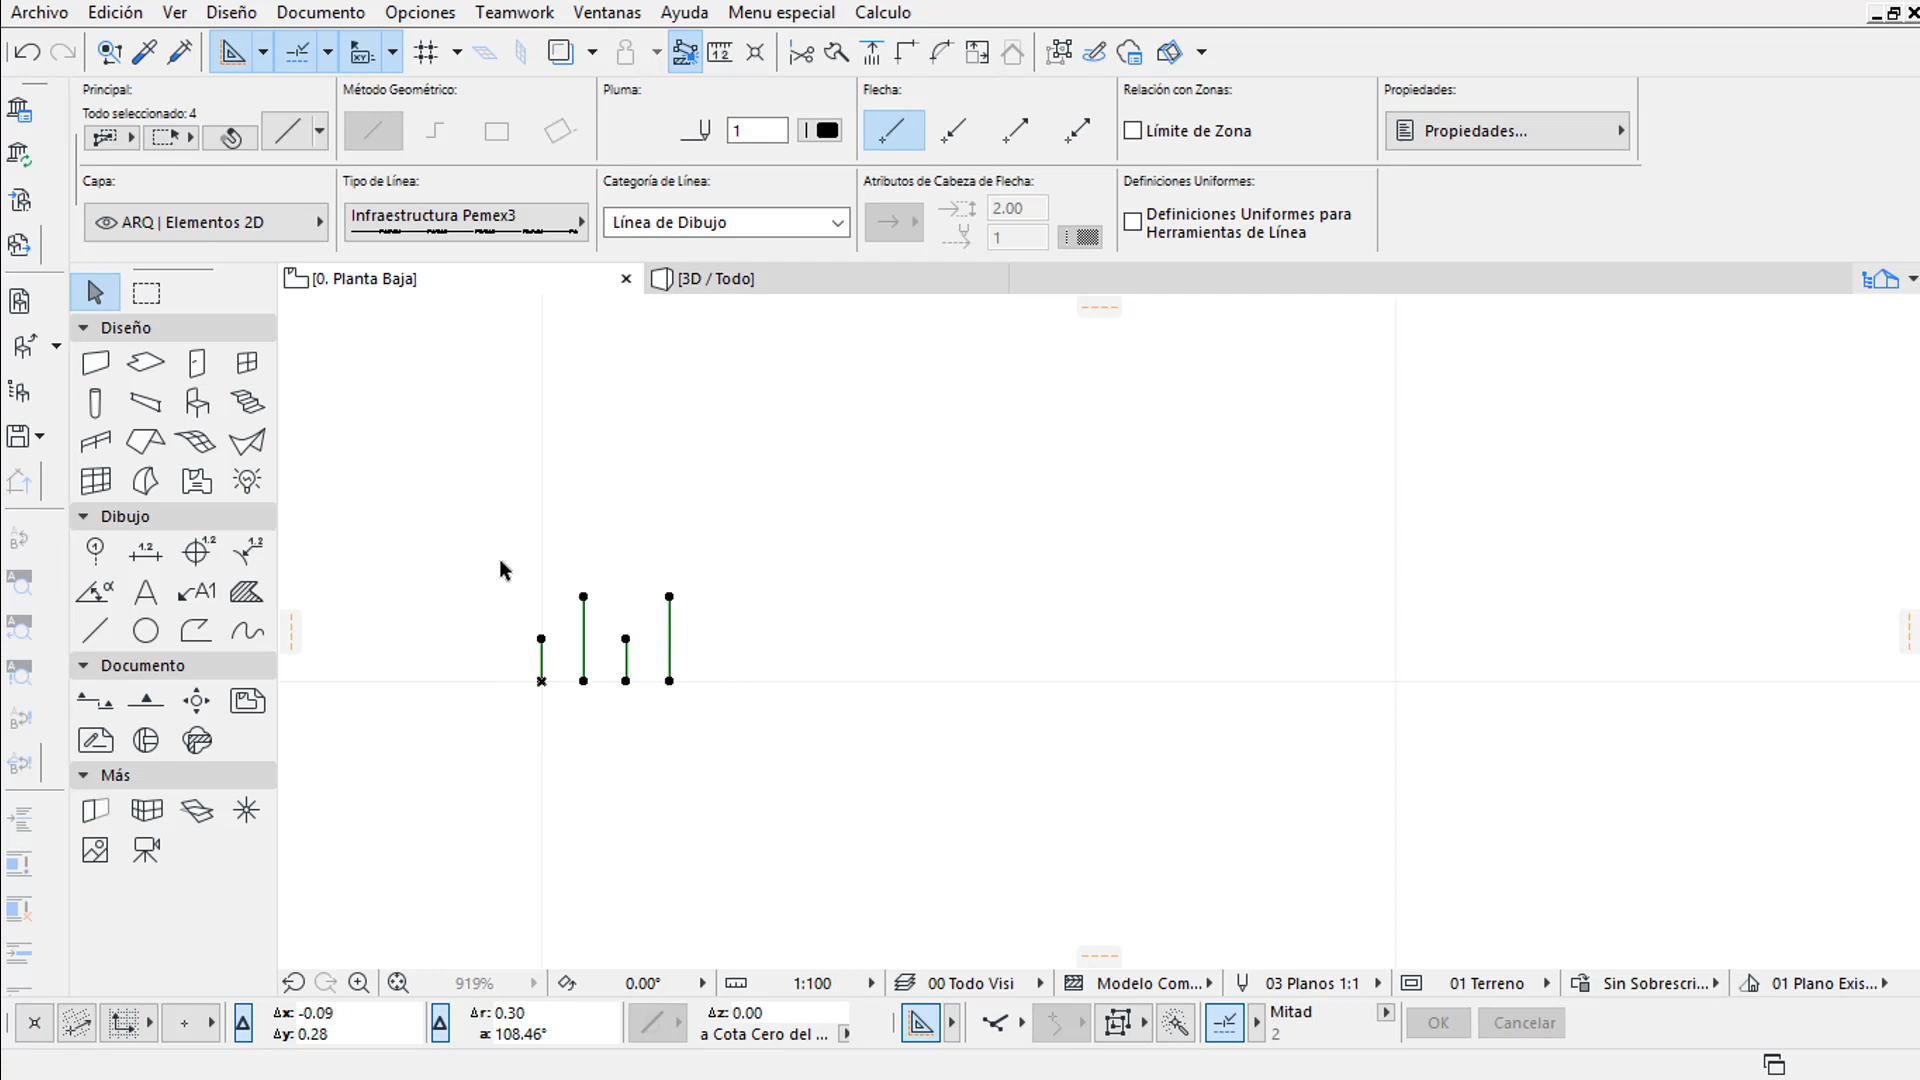 Archivo Edición Ver Diseño Documento Opciones Teamwork Ventanas Ayuda Menu especial Calculo
Principal:
Todo seleccionado: 4
Método Geométrico:
Pluma:
1
Flecha:
Relación con Zonas:
Límite de Zona
Propiedades:
Propiedades...
Capa:
ARQ | Elementos 2D
Tipo de Línea:
Infraestructura Pemex3
Categoría de Línea:
Línea de Dibujo
Atributos de Cabeza de Flecha:
2.00
1
Definiciones Uniformes:
Definiciones Uniformes para
Herramientas de Línea
[0. Planta Baja]
[3D / Todo]
Diseño
Dibujo
Documento
Más
919%
0.00°
1:100
00 Todo Visi
Modelo Com...
03 Planos 1:1
01 Terreno
Sin Sobrescri...
01 Plano Exis...
Δx: -0.09
Δy: 0.28
Δr: 0.30
a: 108.46°
Δz: 0.00
a Cota Cero del ...
Mitad
2
OK
Cancelar